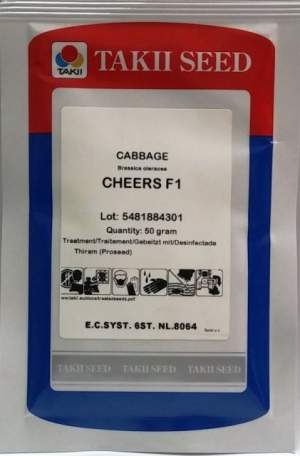 TAKII
TAKII SEED
CABBAGE
Brassica oleracea
CHEERS F1
Lot: 5481884301
Quantity: 50 gram
Treatment/Traitement/Gebeitzt mit/Desinfectada
Thiram (Proseed)
E.C.SYST. 6ST. NL.8064
TAKII SEED TAKII SEED TAKII SEED